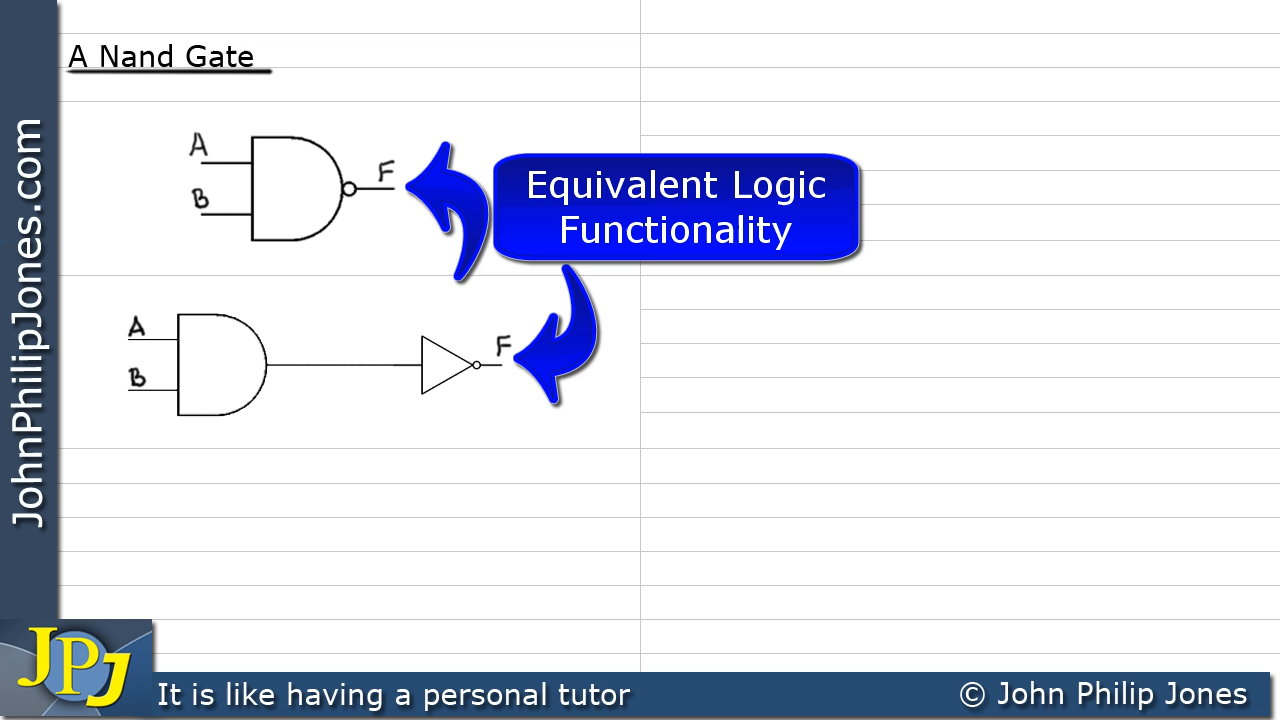 A Nand Gate
A
B
F
Equivalent Logic
Functionality
A
B
F
JohnPhilipJones.com
JPJ
It is like having a personal tutor
© John Philip Jones